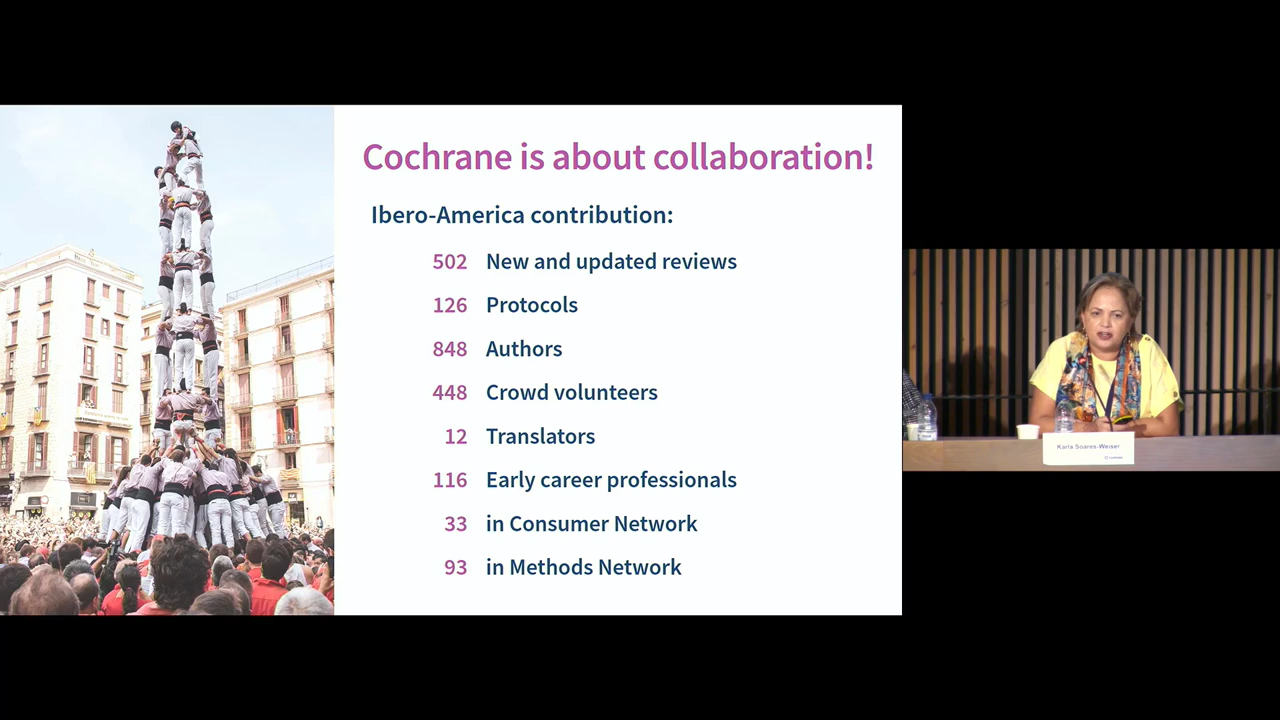 Cochrane is about collaboration!
Ibero-America contribution:
502 New and updated reviews
126 Protocols
848 Authors
448 Crowd volunteers
12 Translators
116 Early career professionals
33 in Consumer Network
93 in Methods Network
Karla Soares-Weiser